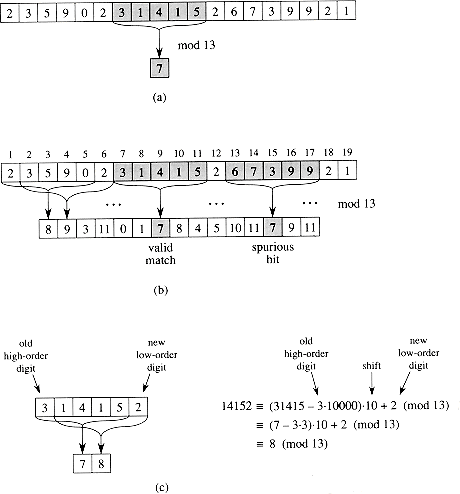 2 3 5 9 0 2 3 1 4 1 5 2 6 7 3 9 9 2 1
mod 13
7
(a)
1 2 3 4 5 6 7 8 9 10 11 12 13 14 15 16 17 18 19
2 3 5 9 0 2 3 1 4 1 5 2 6 7 3 9 9 2 1
... ... ... mod 13
8 9 3 11 0 1 7 8 4 5 10 11 7 9 11
valid match
spurious hit
(b)
old high-order digit
new low-order digit
3 1 4 1 5 2
7 8
old high-order digit
shift
new low-order digit
14152 ≡ (31415 – 3·10000)·10 + 2 (mod 13)
≡ (7 – 3·3)·10 + 2 (mod 13)
≡ 8 (mod 13)
(c)